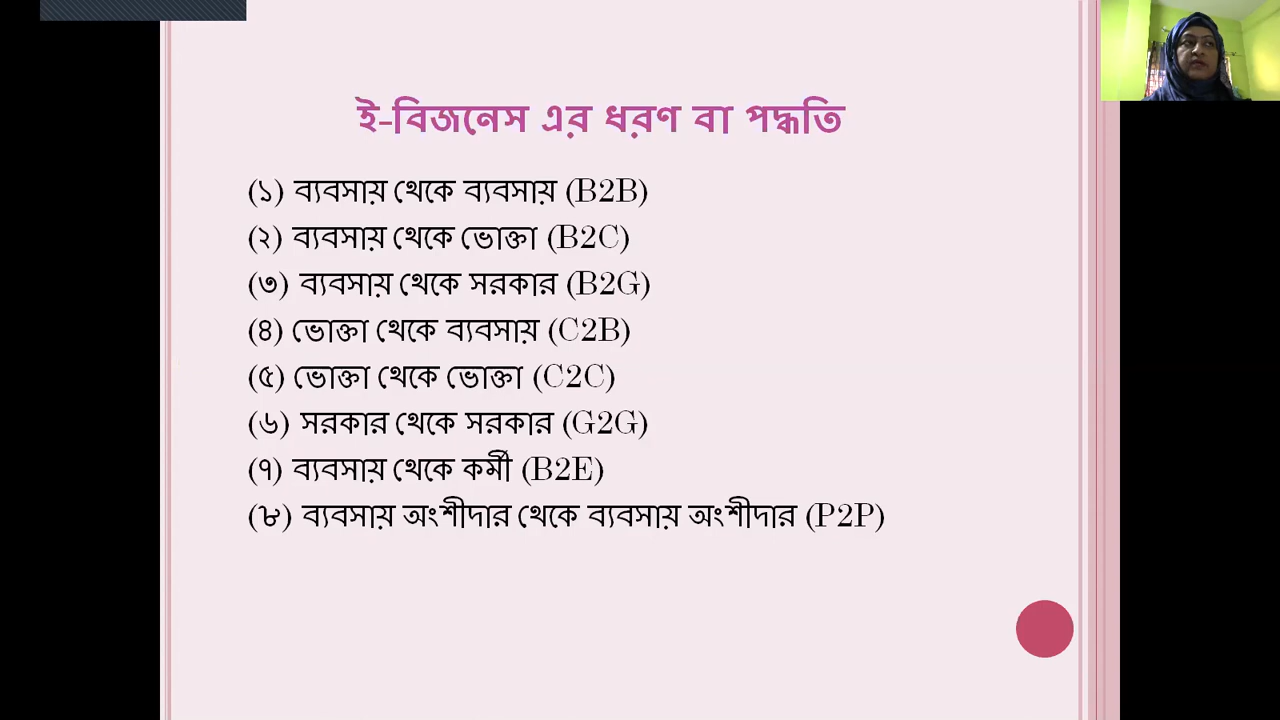 ই-বিজনেস এর ধরণ বা পদ্ধতি
(১) ব্যবসায় থেকে ব্যবসায় (B2B)
(২) ব্যবসায় থেকে ভোক্তা (B2C)
(৩) ব্যবসায় থেকে সরকার (B2G)
(৪) ভোক্তা থেকে ব্যবসায় (C2B)
(৫) ভোক্তা থেকে ভোক্তা (C2C)
(৬) সরকার থেকে সরকার (G2G)
(৭) ব্যবসায় থেকে কর্মী (B2E)
(৮) ব্যবসায় অংশীদার থেকে ব্যবসায় অংশীদার (P2P)